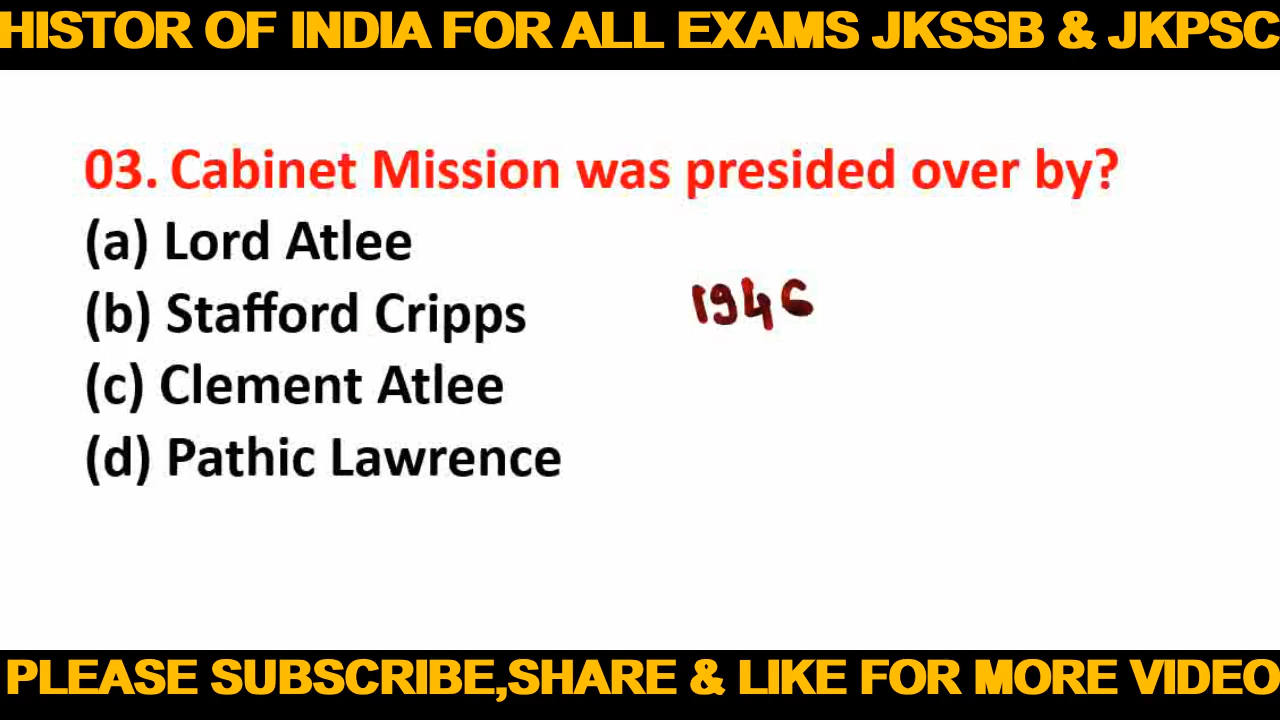 HISTOR OF INDIA FOR ALL EXAMS JKSSB & JKPSC
03. Cabinet Mission was presided over by?
(a) Lord Atlee
(b) Stafford Cripps
1946
(c) Clement Atlee
(d) Pathic Lawrence
PLEASE SUBSCRIBE,SHARE & LIKE FOR MORE VIDEO